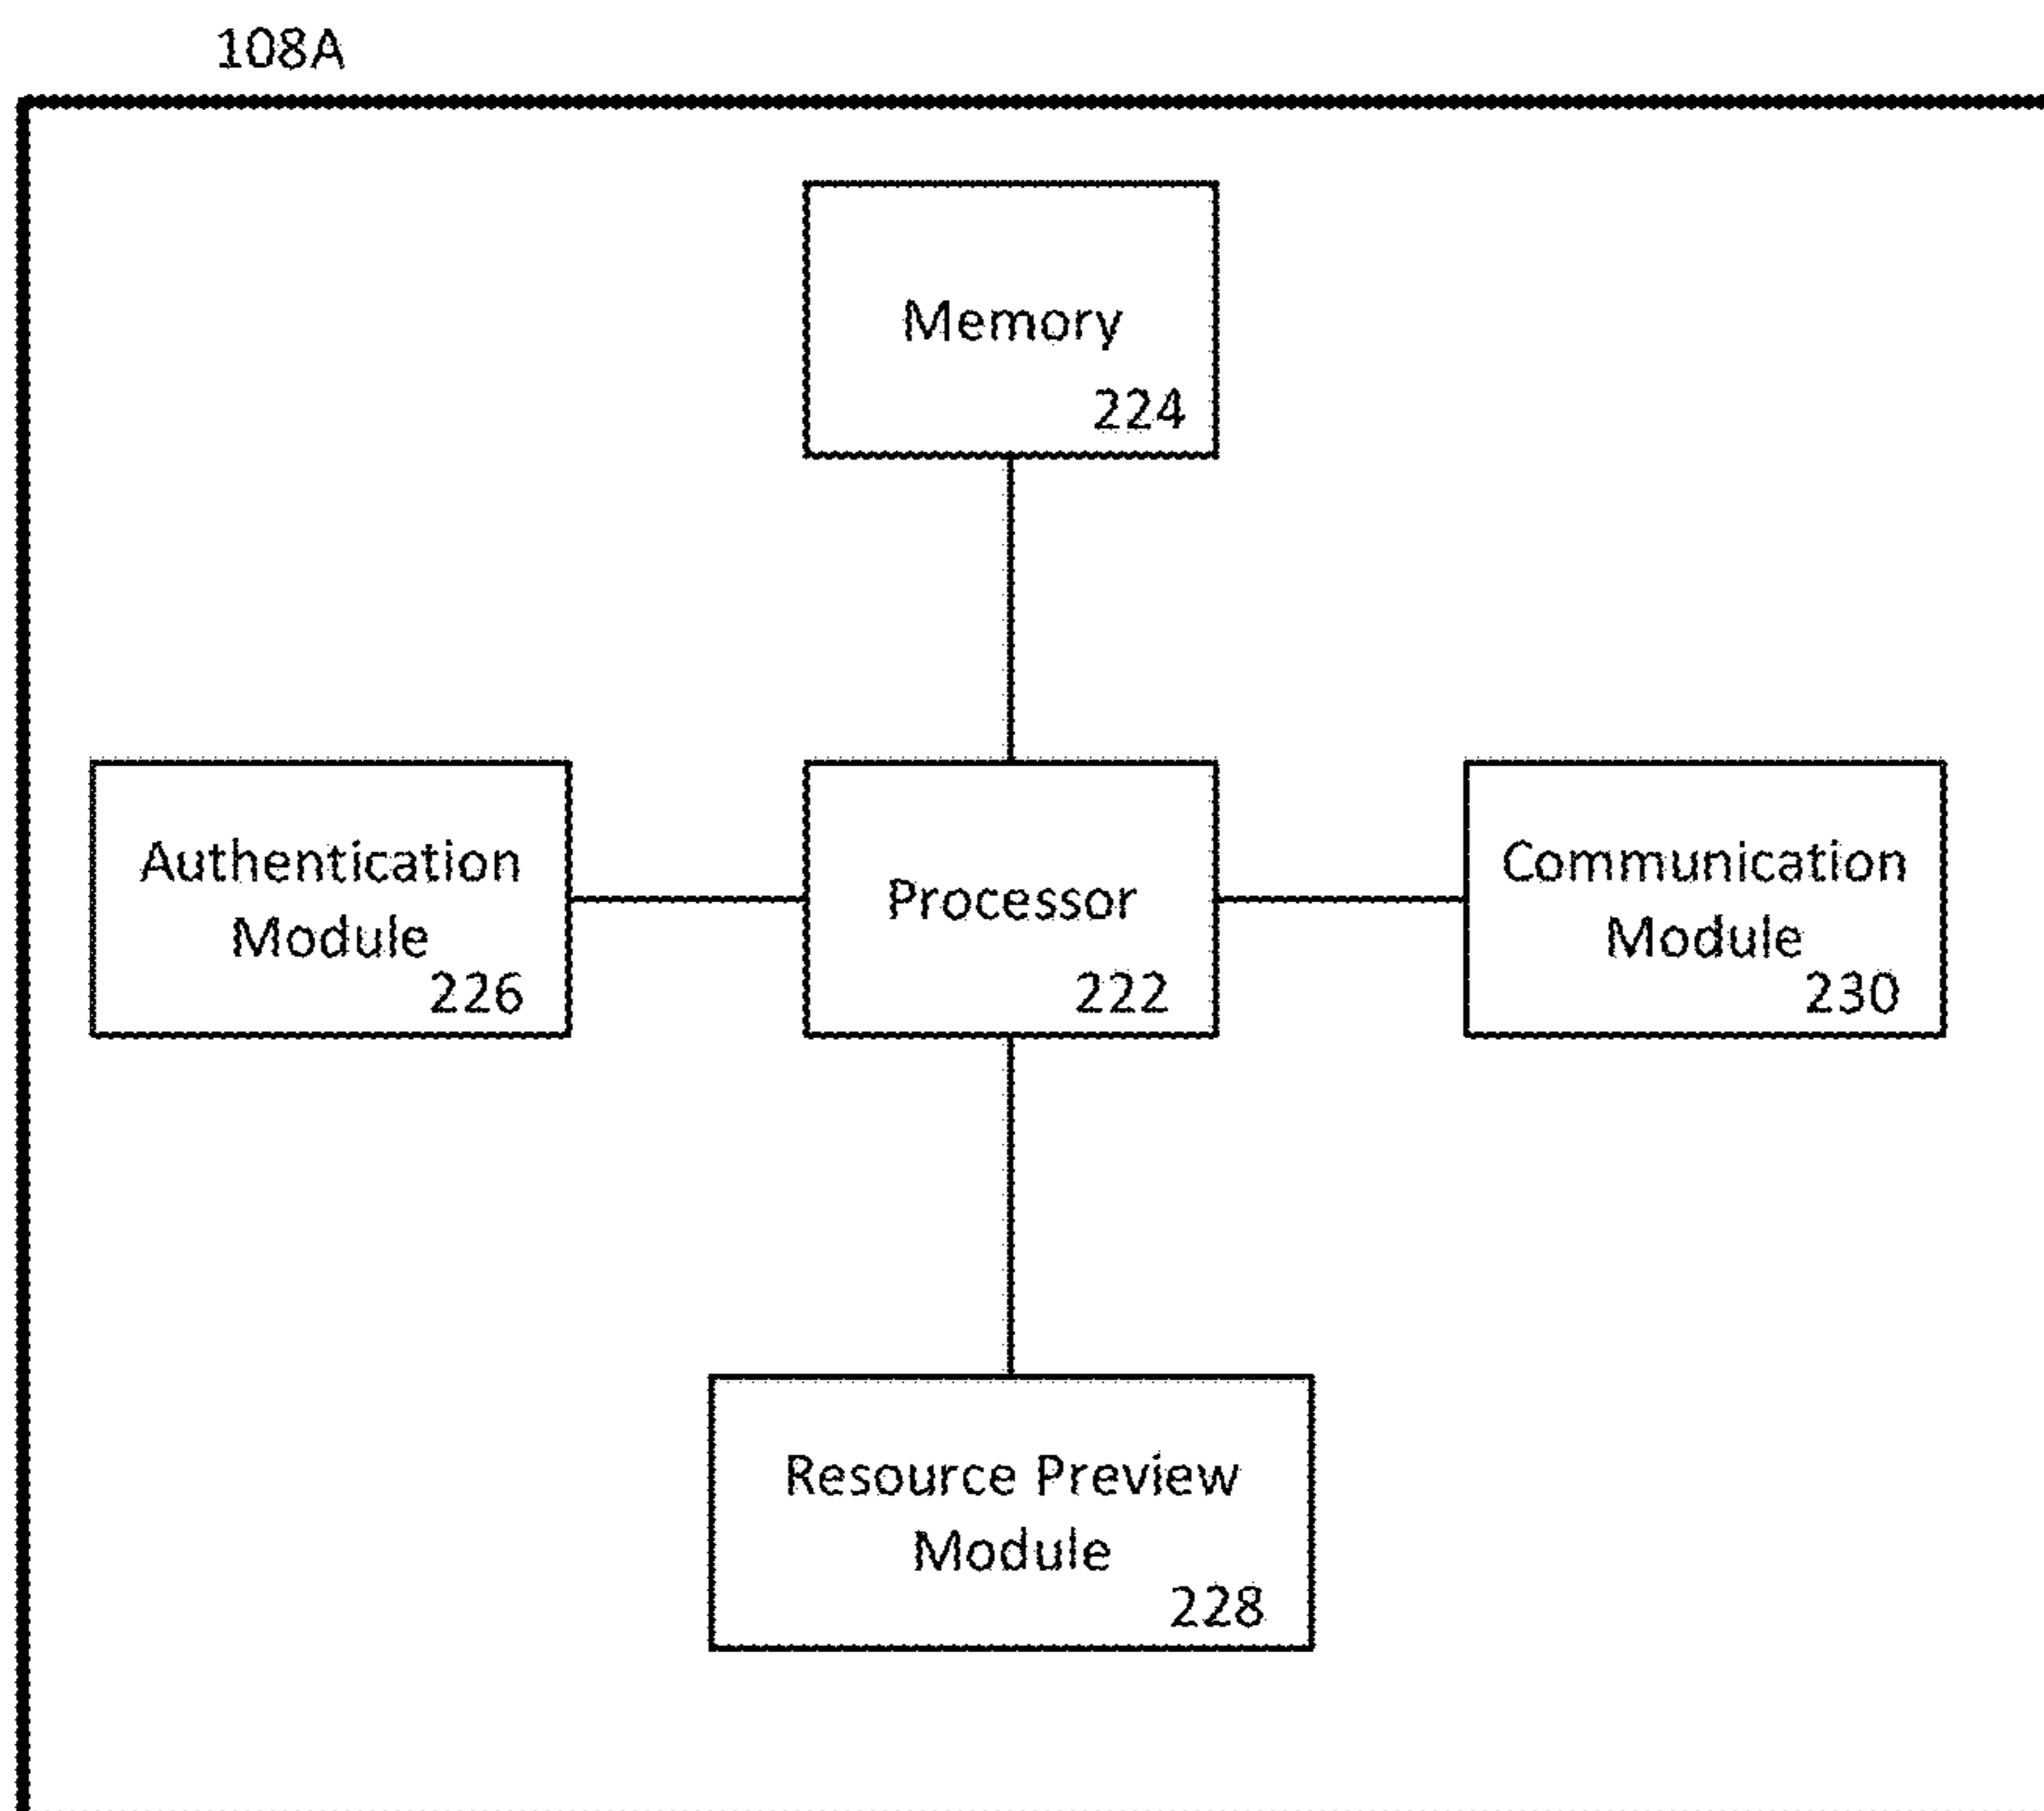 108A
Memory
224
Authentication
Module
226
Processor
222
Communication
Module
230
Resource Preview
Module
228